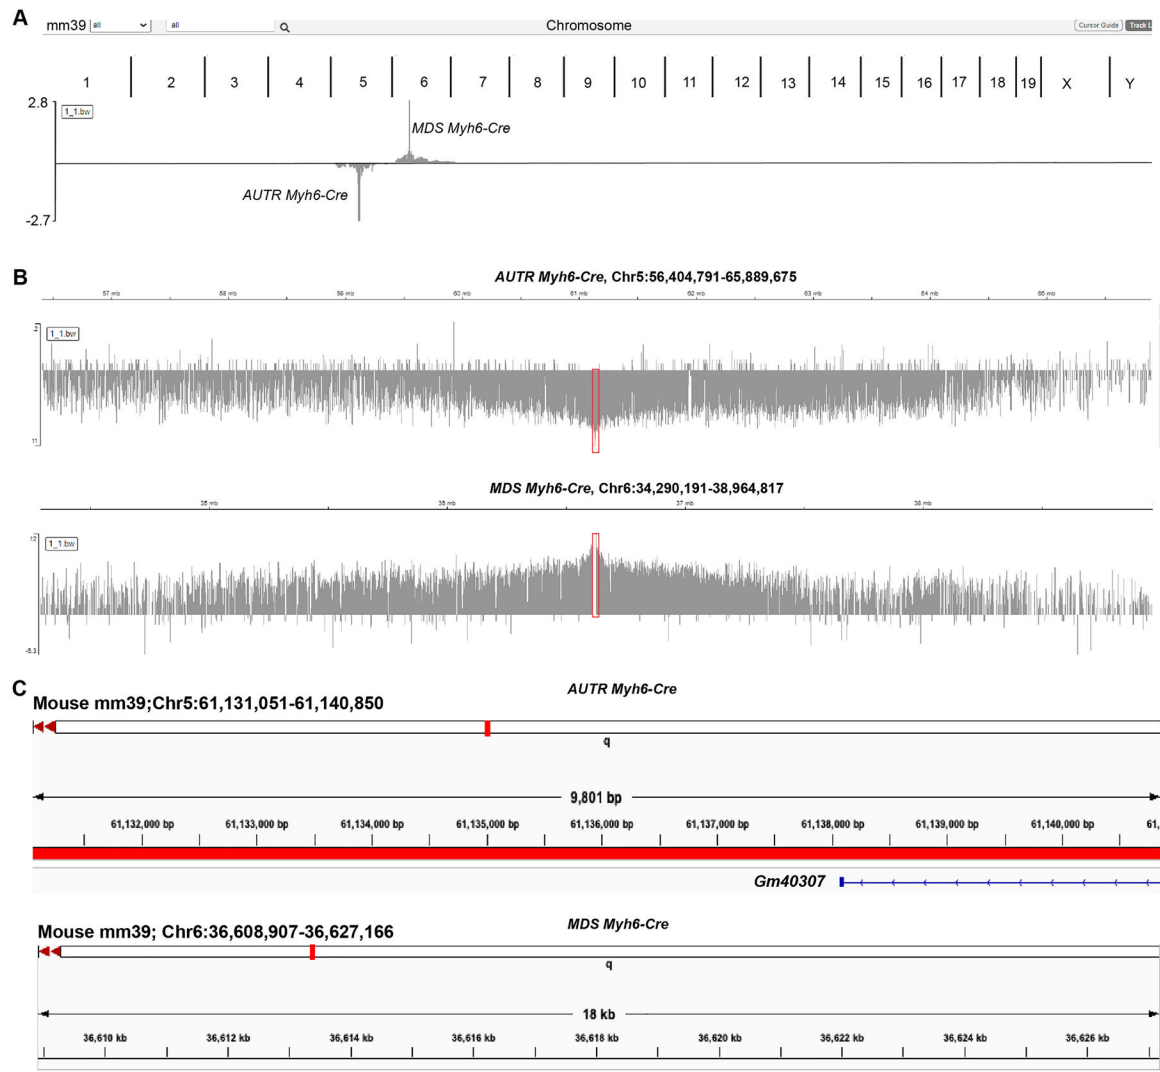 A
mm39 all all Chromosome Cursor Guide Track L
1 2 3 4 5 6 7 8 9 10 11 12 13 14 15 16 17 18 19 X Y
2.8
1_1.bw
MDS Myh6-Cre
AUTR Myh6-Cre
-2.7
B
AUTR Myh6-Cre, Chr5:56,404,791-65,889,675
57 mb 58 mb 59 mb 60 mb 61 mb 62 mb 63 mb 64 mb 65 mb
1_1.bw
11
MDS Myh6-Cre, Chr6:34,290,191-38,964,817
35 mb 36 mb 37 mb 38 mb
12
1_1.bw
-6.3
C
AUTR Myh6-Cre
Mouse mm39;Chr5:61,131,051-61,140,850
q
9,801 bp
61,132,000 bp 61,133,000 bp 61,134,000 bp 61,135,000 bp 61,136,000 bp 61,137,000 bp 61,138,000 bp 61,139,000 bp 61,140,000 bp 61,
Gm40307
MDS Myh6-Cre
Mouse mm39; Chr6:36,608,907-36,627,166
q
18 kb
36,610 kb 36,612 kb 36,614 kb 36,616 kb 36,618 kb 36,620 kb 36,622 kb 36,624 kb 36,626 kb